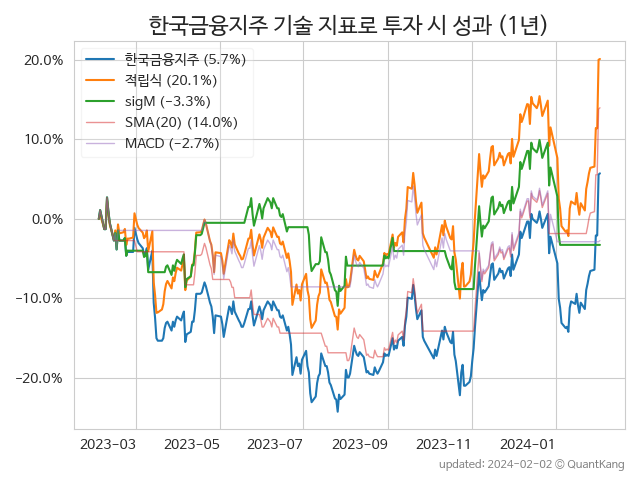 한국금융지주 기술 지표로 투자 시 성과 (1년)
한국금융지주 (5.7%)
적립식 (20.1%)
sigM (−3.3%)
SMA(20) (14.0%)
MACD (−2.7%)
20.0%
10.0%
0.0%
−10.0%
−20.0%
2023-03 2023-05 2023-07 2023-09 2023-11 2024-01
updated: 2024-02-02 © QuantKang